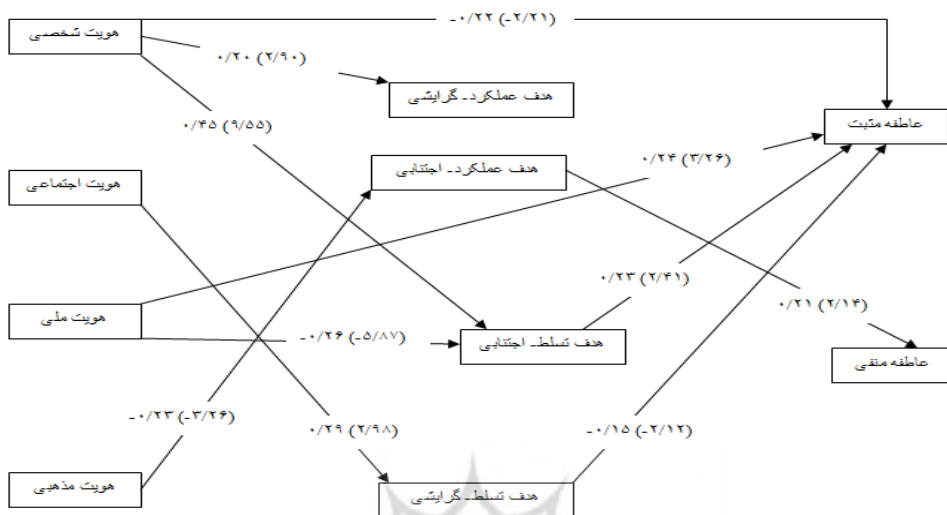 -۰/۲۲ (-۲/۲۱)
هویت شخصی
۰/۲۰ (۲/۹۰)
هدف عملکرد- گرایشی
عاطفه مثبت
۰/۴۵ (۹/۵۵)
۰/۲۴ (۳/۲۶)
هدف عملکرد- اجتنابی
هویت اجتماعی
۰/۲۳ (۲/۴۱)
۰/۲۱ (۲/۱۴)
هویت ملی
-۰/۲۶ (-۵/۸۷)
هدف تسلط- اجتنابی
عاطفه منفی
-۰/۲۳ (-۳/۲۶)
۰/۲۹ (۲/۹۸)
-۰/۱۵ (-۲/۱۲)
هویت مذهبی
هدف تسلط- گرایشی